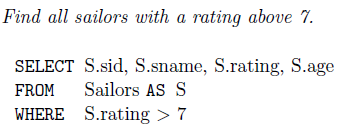 Find all sailors with a rating above 7.
SELECT S.sid, S.sname, S.rating, S.age
FROM Sailors AS S
WHERE S.rating > 7